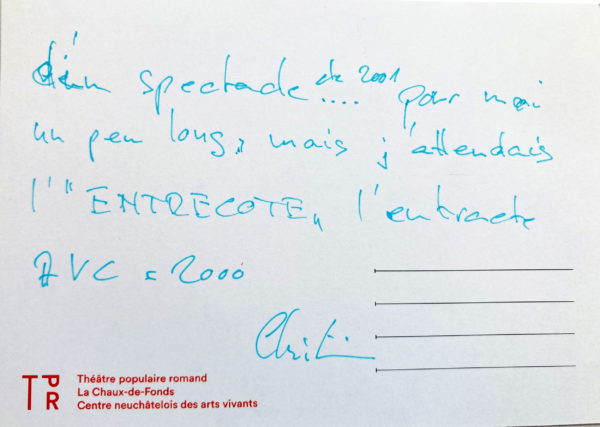 d'un spectacle.... de 2001 pour moi
un peu long, mais j'attendais
l'"ENTRECOTE" l'entracte
AVC = 2000
TPR
Théâtre populaire romand
La Chaux-de-Fonds
Centre neuchâtelois des arts vivants